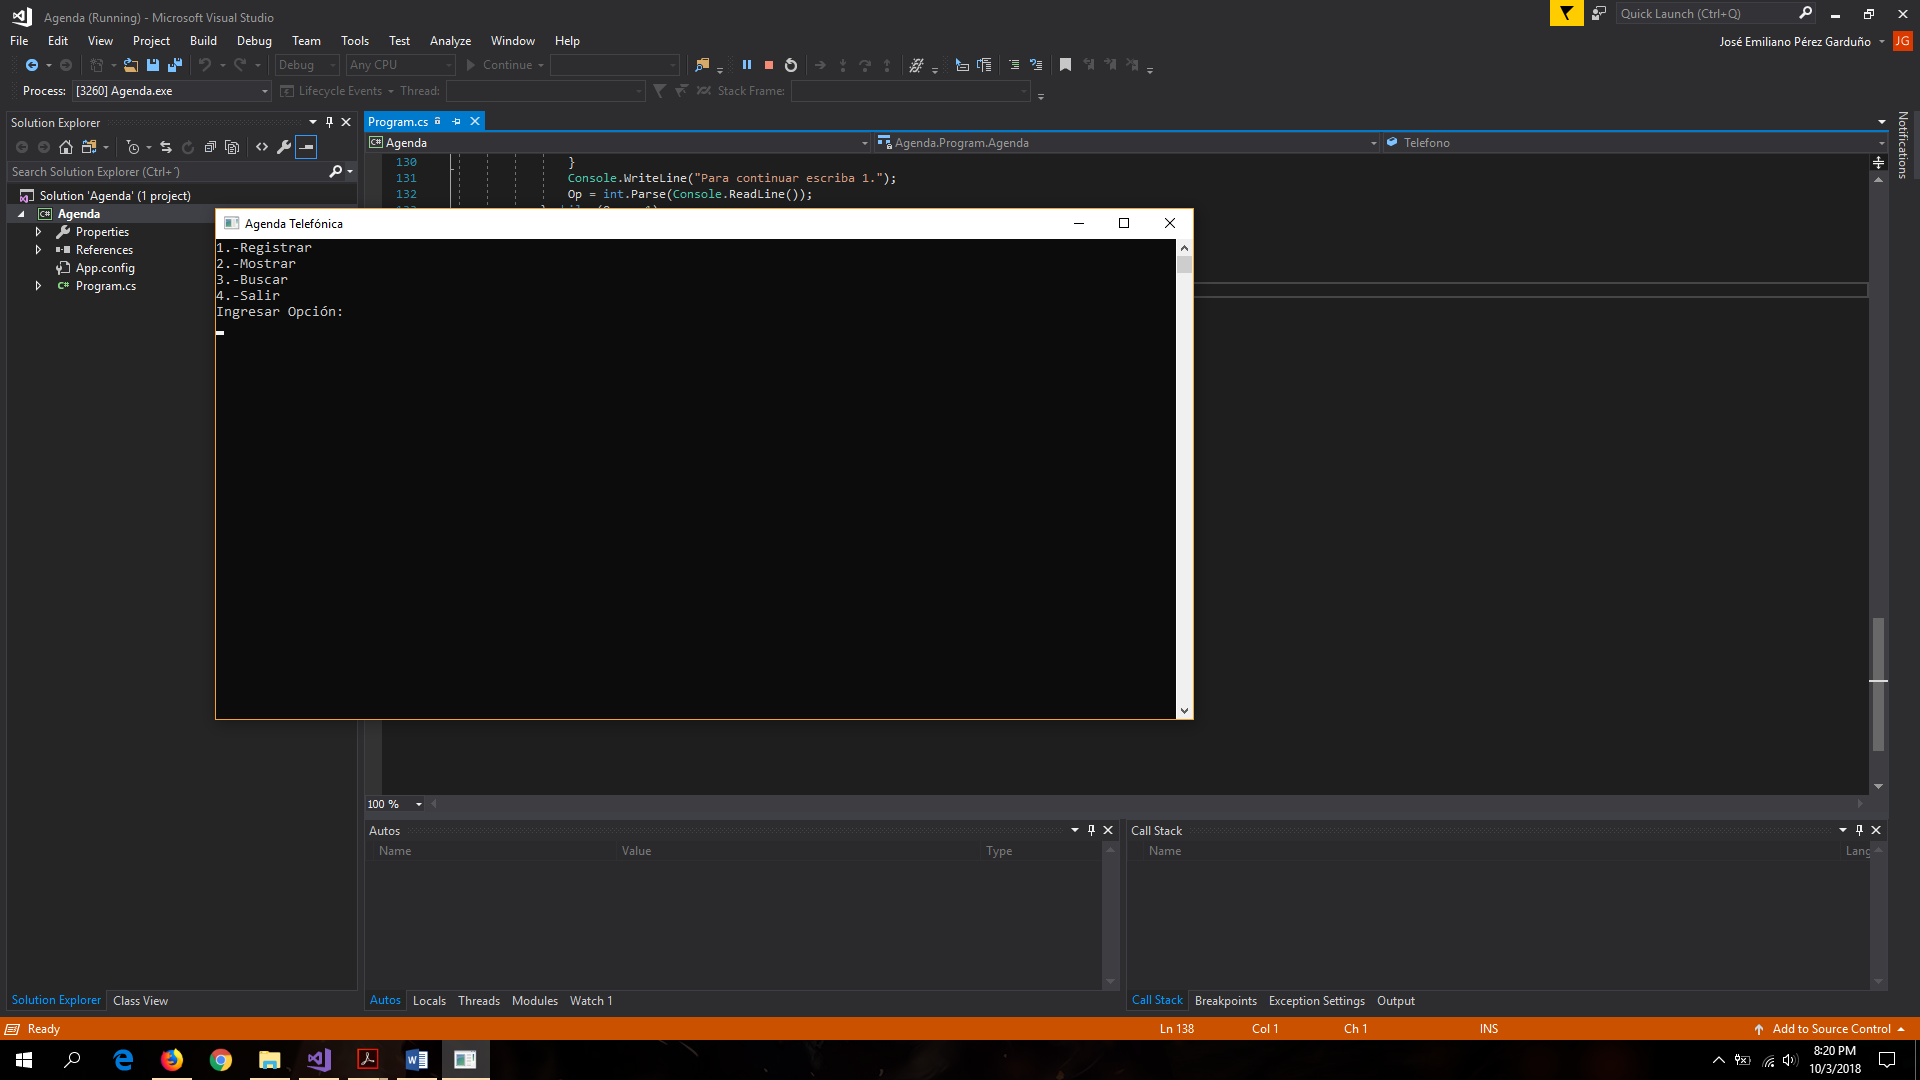 Agenda (Running) - Microsoft Visual Studio
Quick Launch (Ctrl+Q)
File Edit View Project Build Debug Team Tools Test Analyze Window Help
José Emiliano Pérez Garduño JG
Debug Any CPU Continue
Process: [3260] Agenda.exe Lifecycle Events Thread: Stack Frame:
Solution Explorer
Search Solution Explorer (Ctrl+´)
Solution 'Agenda' (1 project)
Agenda
Properties
References
App.config
Program.cs
Program.cs
Agenda Agenda.Program.Agenda Telefono
130 }
131 Console.WriteLine("Para continuar escriba 1.");
132 Op = int.Parse(Console.ReadLine());
Agenda Telefónica
1.-Registrar
2.-Mostrar
3.-Buscar
4.-Salir
Ingresar Opción:
Notifications
100 %
Autos
Name Value Type
Call Stack
Name Lang
Solution Explorer Class View
Autos Locals Threads Modules Watch 1
Call Stack Breakpoints Exception Settings Output
Ready Ln 138 Col 1 Ch 1 INS Add to Source Control
8:20 PM
10/3/2018